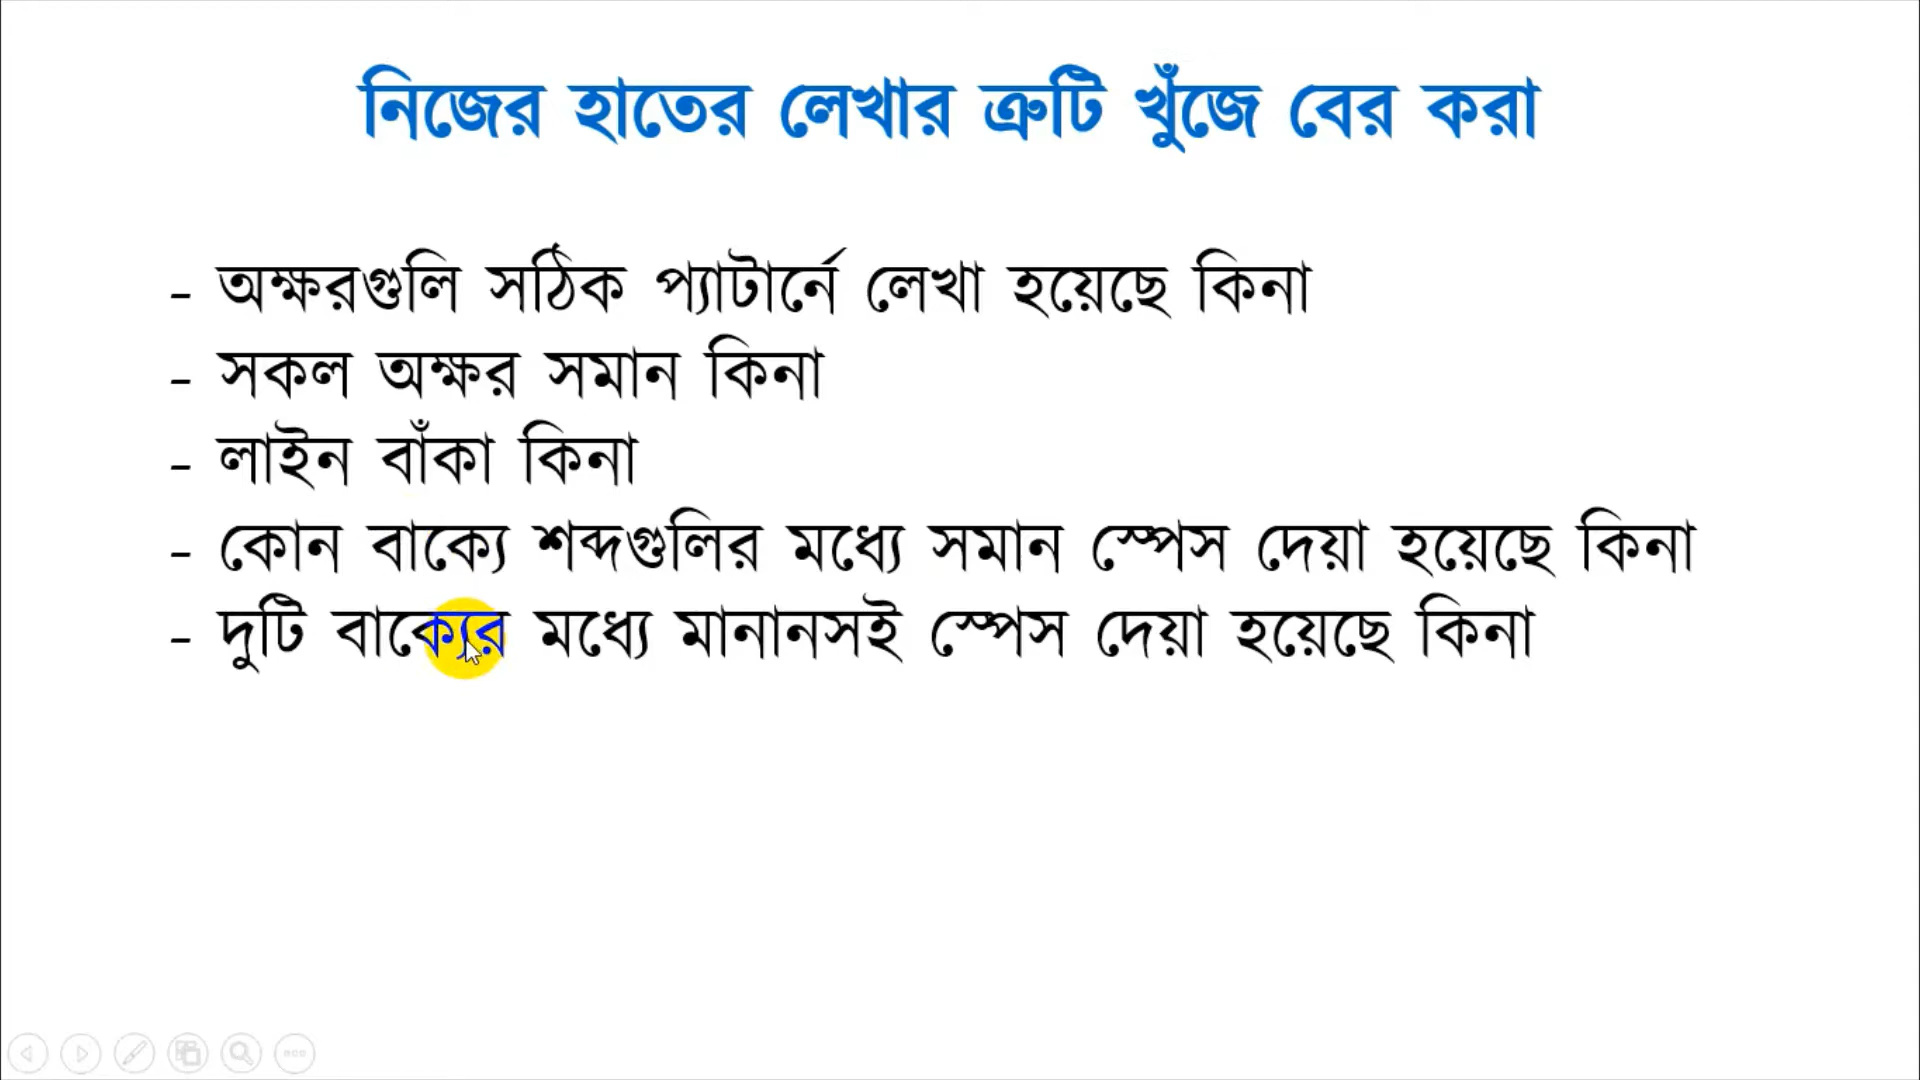 নিজের হাতের লেখার ত্রুটি খুঁজে বের করা
- অক্ষরগুলি সঠিক প্যাটার্নে লেখা হয়েছে কিনা
- সকল অক্ষর সমান কিনা
- লাইন বাঁকা কিনা
- কোন বাক্যে শব্দগুলির মধ্যে সমান স্পেস দেয়া হয়েছে কিনা
- দুটি বাক্যের মধ্যে মানানসই স্পেস দেয়া হয়েছে কিনা